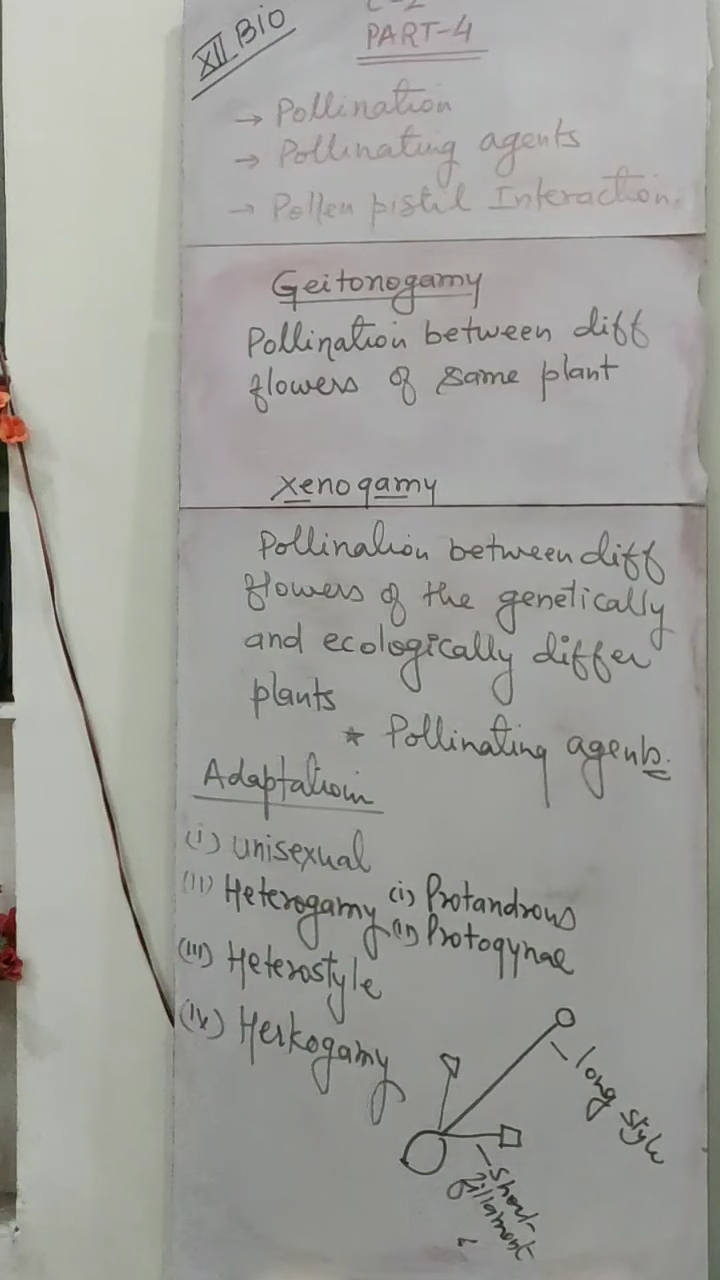 XII Bio
PART-4
→ Pollination
→ Pollinating agents
→ Pollen pistil Interaction.
Geitonogamy
Pollination between diff
flowers of same plant
Xenogamy
Pollination between diff
flowers of the genetically
and ecologically differ
plants
* Pollinating agents.
Adaptation
(i) unisexual
(ii) Heterogamy (i) Protandrous
(ii) Protogynae
(iii) Heterostyle
(iv) Herkogamy
long style
short
fillament